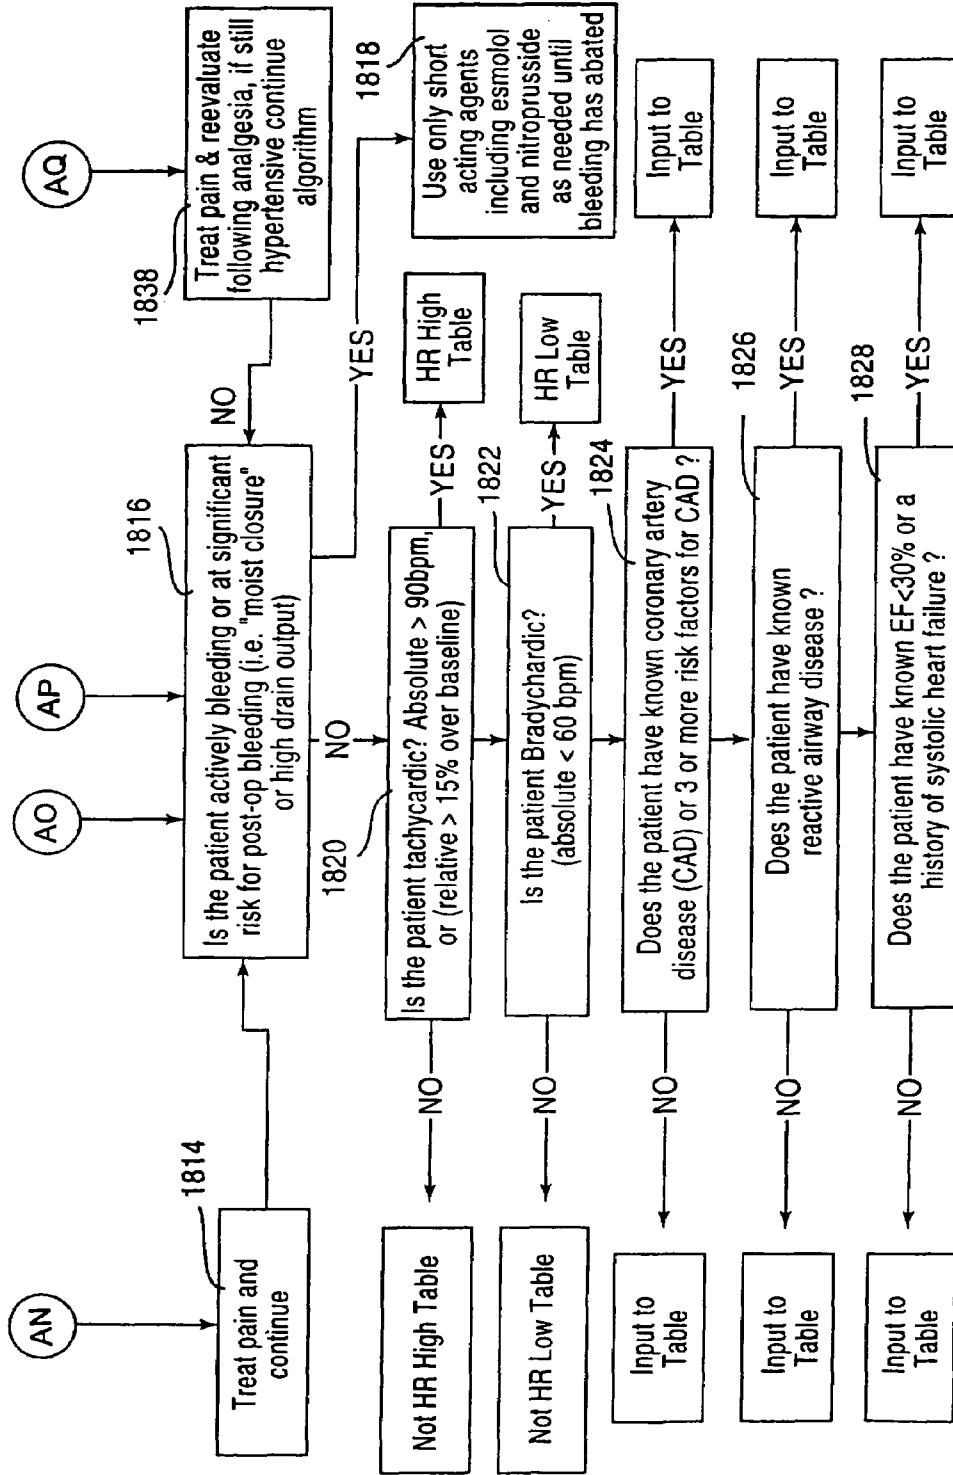 AN
AO
AP
AQ
1814
Treat pain and
continue
1816
Is the patient actively bleeding or at significant
risk for post-op bleeding (i.e. "moist closure"
or high drain output)
1838
Treat pain & reevaluate
following analgesia, if still
hypertensive continue
algorithm
NO
YES
1818
Use only short
acting agents
including esmolol
and nitroprusside
as needed until
bleeding has abated
NO
1820
Is the patient tachycardic? Absolute > 90bpm,
or (relative > 15% over baseline)
NO
Not HR High Table
YES
HR High
Table
1822
Is the patient Bradychardic?
(absolute < 60 bpm)
NO
Not HR Low Table
YES
HR Low
Table
1824
Does the patient have known coronary artery
disease (CAD) or 3 or more risk factors for CAD ?
NO
Input to
Table
YES
Input to
Table
1826
Does the patient have known
reactive airway disease ?
NO
Input to
Table
YES
Input to
Table
1828
Does the patient have known EF<30% or a
history of systolic heart failure ?
NO
Input to
Table
YES
Input to
Table